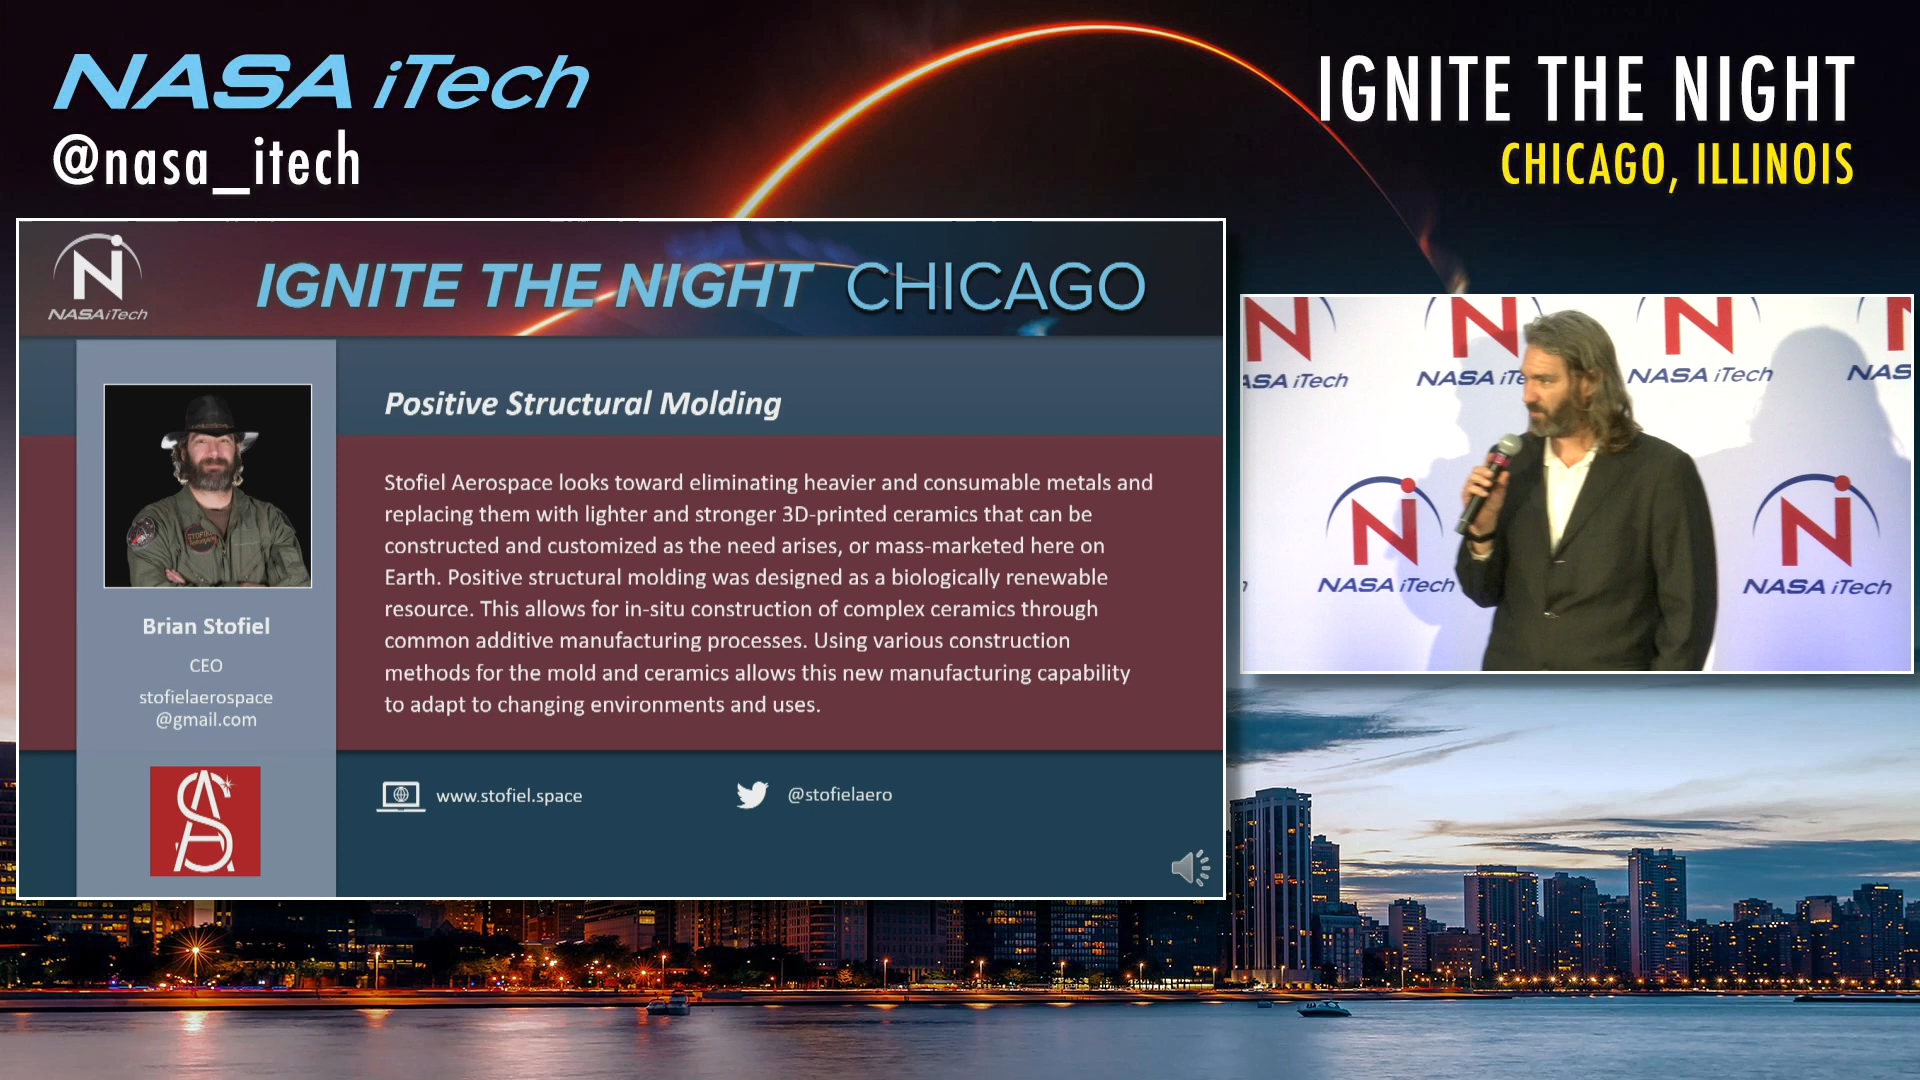 NASA iTech
@nasa_itech
IGNITE THE NIGHT
CHICAGO, ILLINOIS
NASA iTech
IGNITE THE NIGHT CHICAGO
Positive Structural Molding
Stofiel Aerospace looks toward eliminating heavier and consumable metals and
replacing them with lighter and stronger 3D-printed ceramics that can be
constructed and customized as the need arises, or mass-marketed here on
Earth. Positive structural molding was designed as a biologically renewable
resource. This allows for in-situ construction of complex ceramics through
common additive manufacturing processes. Using various construction
methods for the mold and ceramics allows this new manufacturing capability
to adapt to changing environments and uses.
Brian Stofiel
CEO
stofielaerospace
@gmail.com
www.stofiel.space
@stofielaero
ASA iTech
NASA iTe
NASA iTech
NAS
NASA iTech
NASA iTech